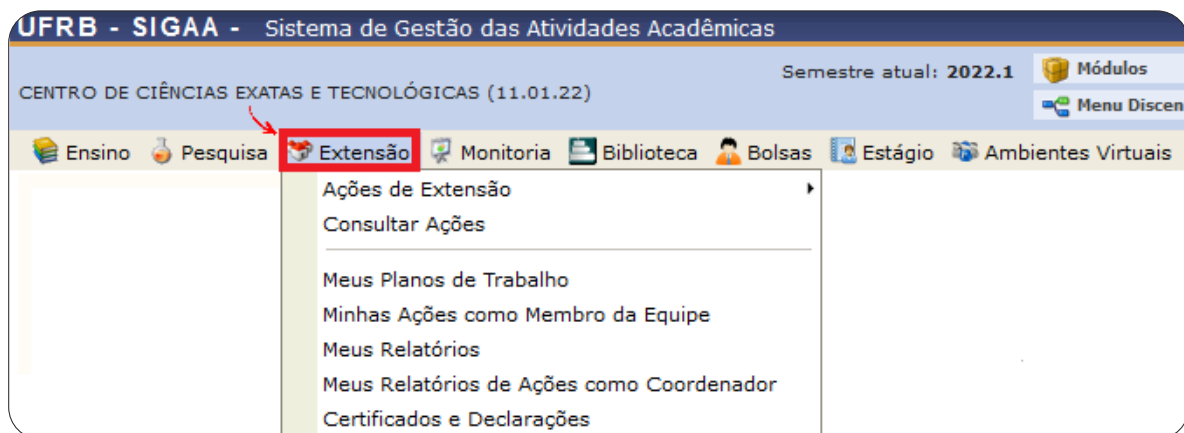 UFRB - SIGAA - Sistema de Gestão das Atividades Acadêmicas
Semestre atual: 2022.1
Módulos
CENTRO DE CIÊNCIAS EXATAS E TECNOLÓGICAS (11.01.22)
Menu Discen
Ensino Pesquisa Extensão Monitoria Biblioteca Bolsas Estágio Ambientes Virtuais
Ações de Extensão
Consultar Ações
Meus Planos de Trabalho
Minhas Ações como Membro da Equipe
Meus Relatórios
Meus Relatórios de Ações como Coordenador
Certificados e Declarações